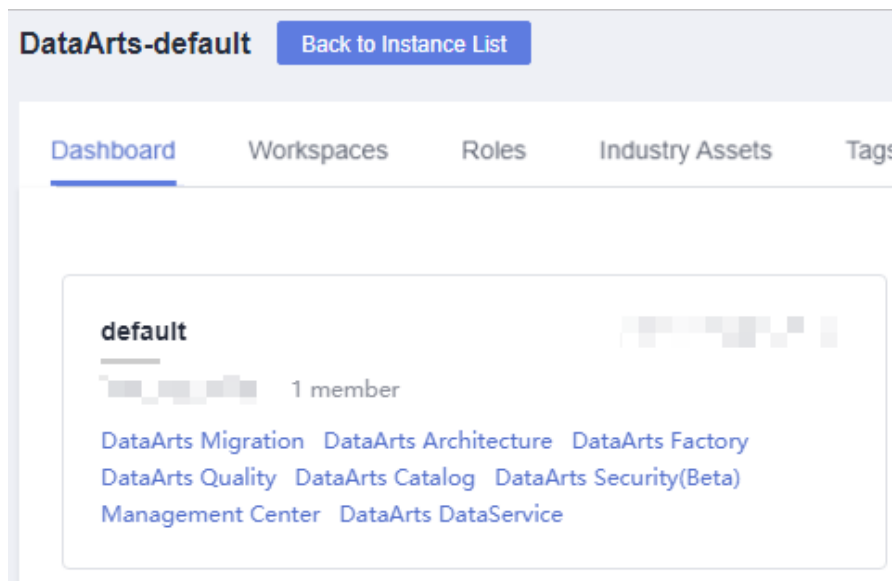 DataArts-default Back to Instance List
Dashboard Workspaces Roles Industry Assets Tags
default
1 member
DataArts Migration DataArts Architecture DataArts Factory
DataArts Quality DataArts Catalog DataArts Security(Beta)
Management Center DataArts DataService